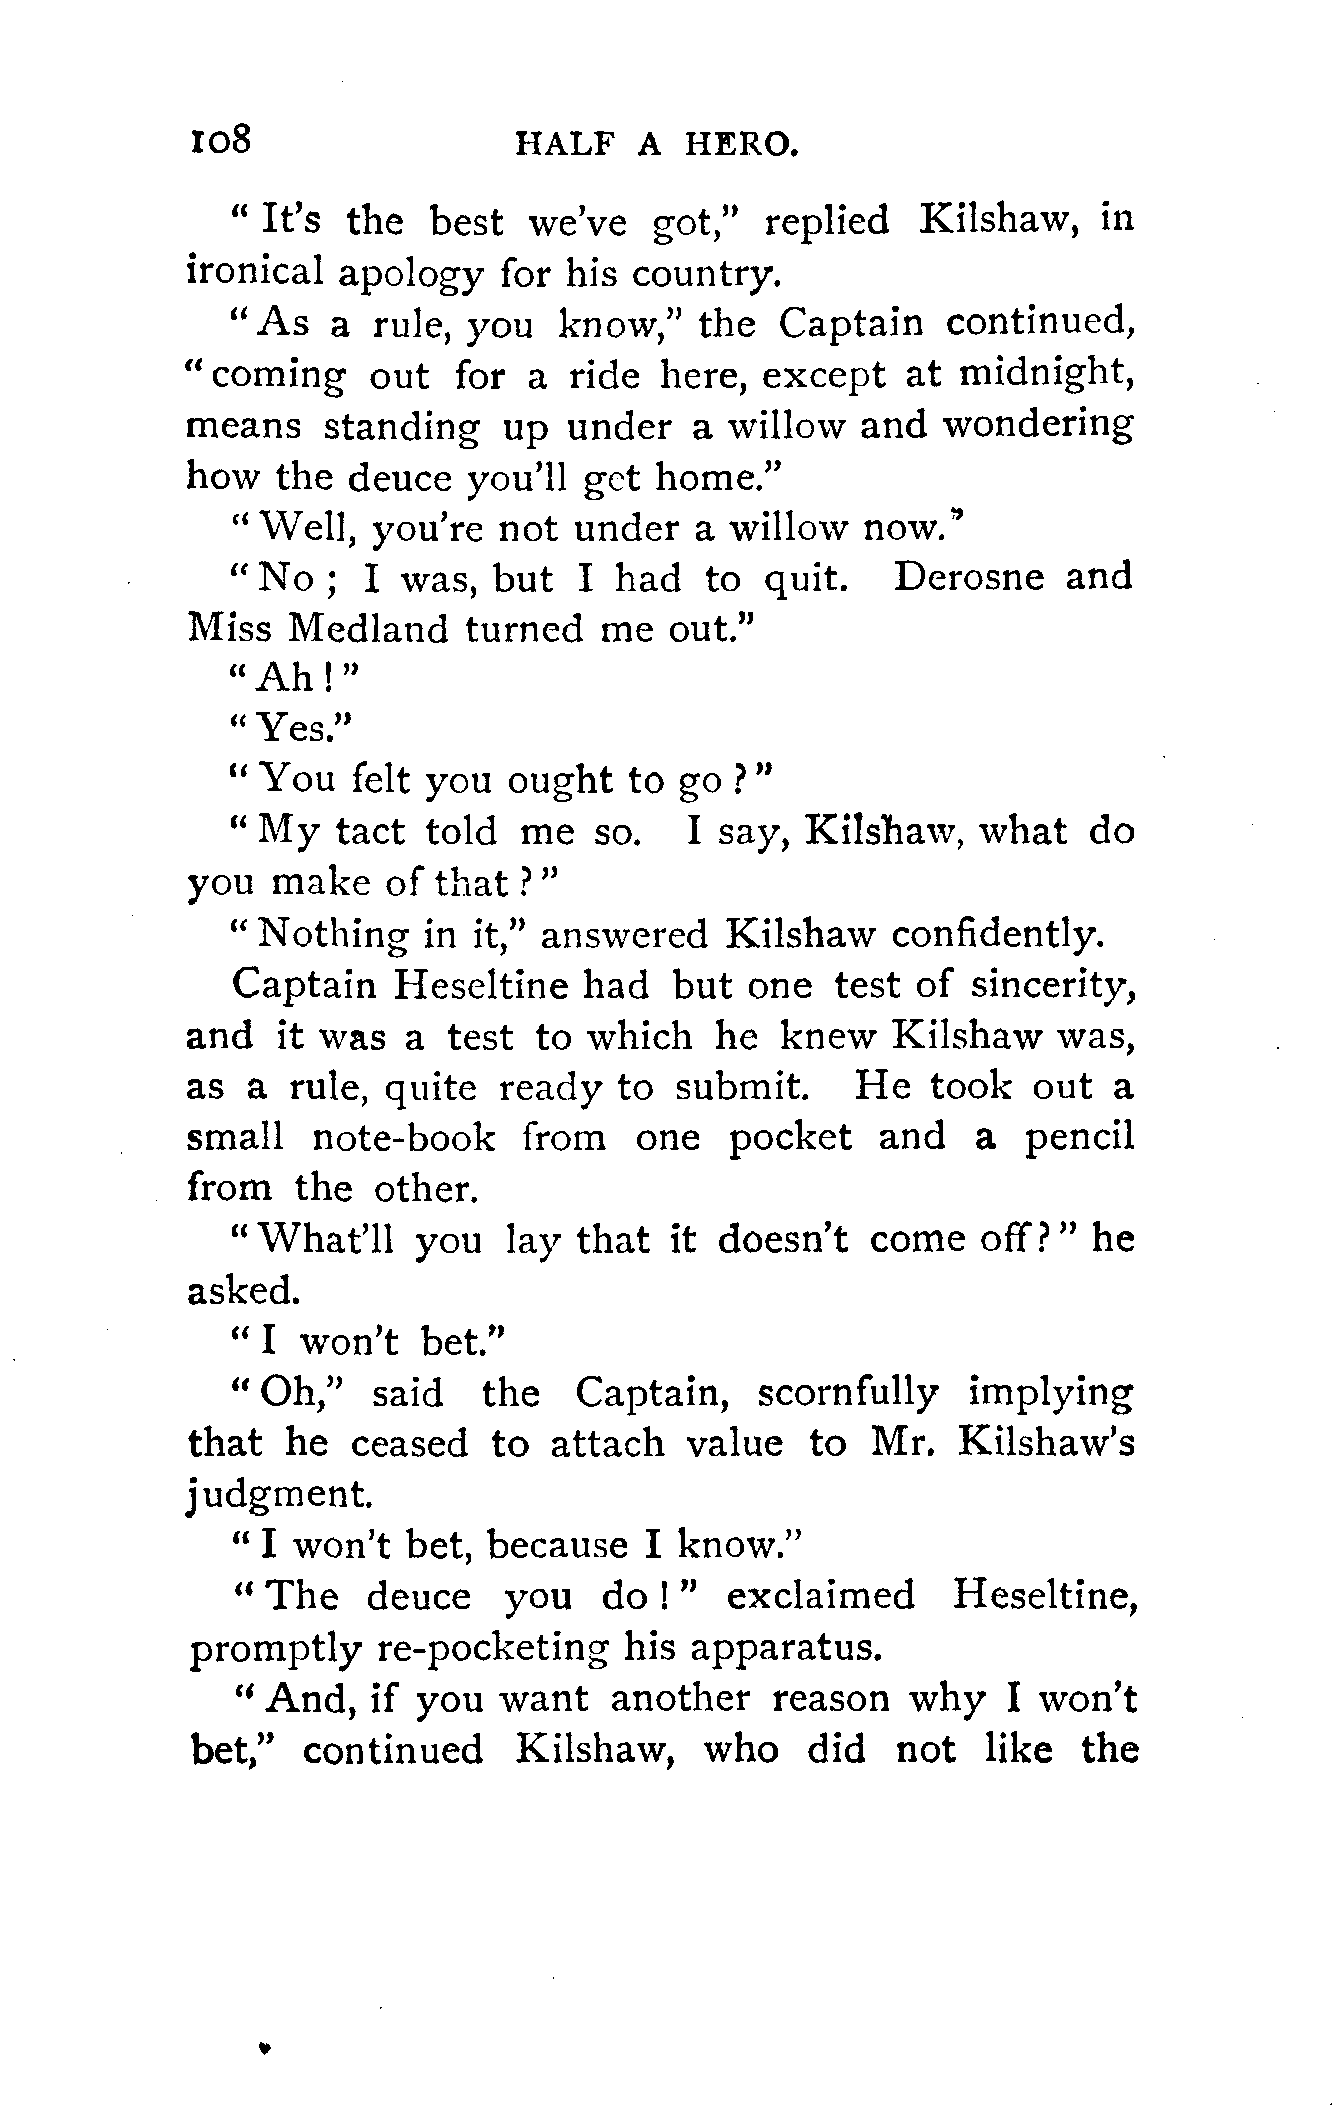 108 HALF A HERO.
“ It's the best we've got,” replied Kilshaw, in
ironical apology for his country.
“ As a rule, you know,” the Captain continued,
“ coming out for a ride here, except at midnight,
means standing up under a willow and wondering
how the deuce you'll get home.”
“ Well, you're not under a willow now.”
“ No ; I was, but I had to quit. Derosne and
Miss Medland turned me out.”
“ Ah ! ”
“ Yes.”
“ You felt you ought to go ? ”
“ My tact told me so. I say, Kilshaw, what do
you make of that ? ”
“ Nothing in it,” answered Kilshaw confidently.
Captain Heseltine had but one test of sincerity,
and it was a test to which he knew Kilshaw was,
as a rule, quite ready to submit. He took out a
small note-book from one pocket and a pencil
from the other.
“ What'll you lay that it doesn't come off? ” he
asked.
“ I won't bet.”
“ Oh,” said the Captain, scornfully implying
that he ceased to attach value to Mr. Kilshaw's
judgment.
“ I won't bet, because I know.”
“ The deuce you do ! ” exclaimed Heseltine,
promptly re-pocketing his apparatus.
“ And, if you want another reason why I won't
bet,” continued Kilshaw, who did not like the